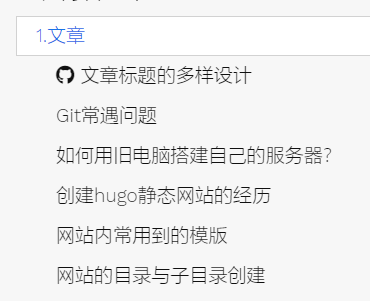 1.文章
文章标题的多样设计
Git常遇问题
如何用旧电脑搭建自己的服务器?
创建hugo静态网站的经历
网站内常用到的模版
网站的目录与子目录创建